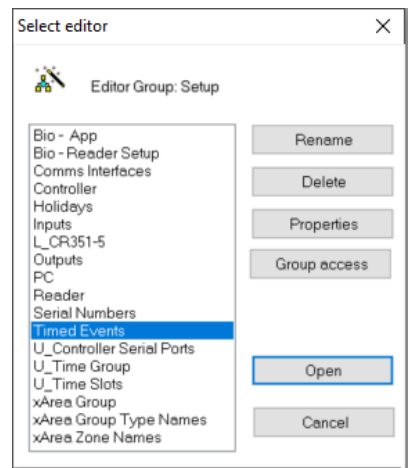 Select editor
Editor Group: Setup
Bio - App
Bio - Reader Setup
Comms Interfaces
Controller
Holidays
Inputs
L_CR351-5
Outputs
PC
Reader
Serial Numbers
Timed Events
U_Controller Serial Ports
U_Time Group
U_Time Slots
xArea Group
xArea Group Type Names
xArea Zone Names
Rename
Delete
Properties
Group access
Open
Cancel